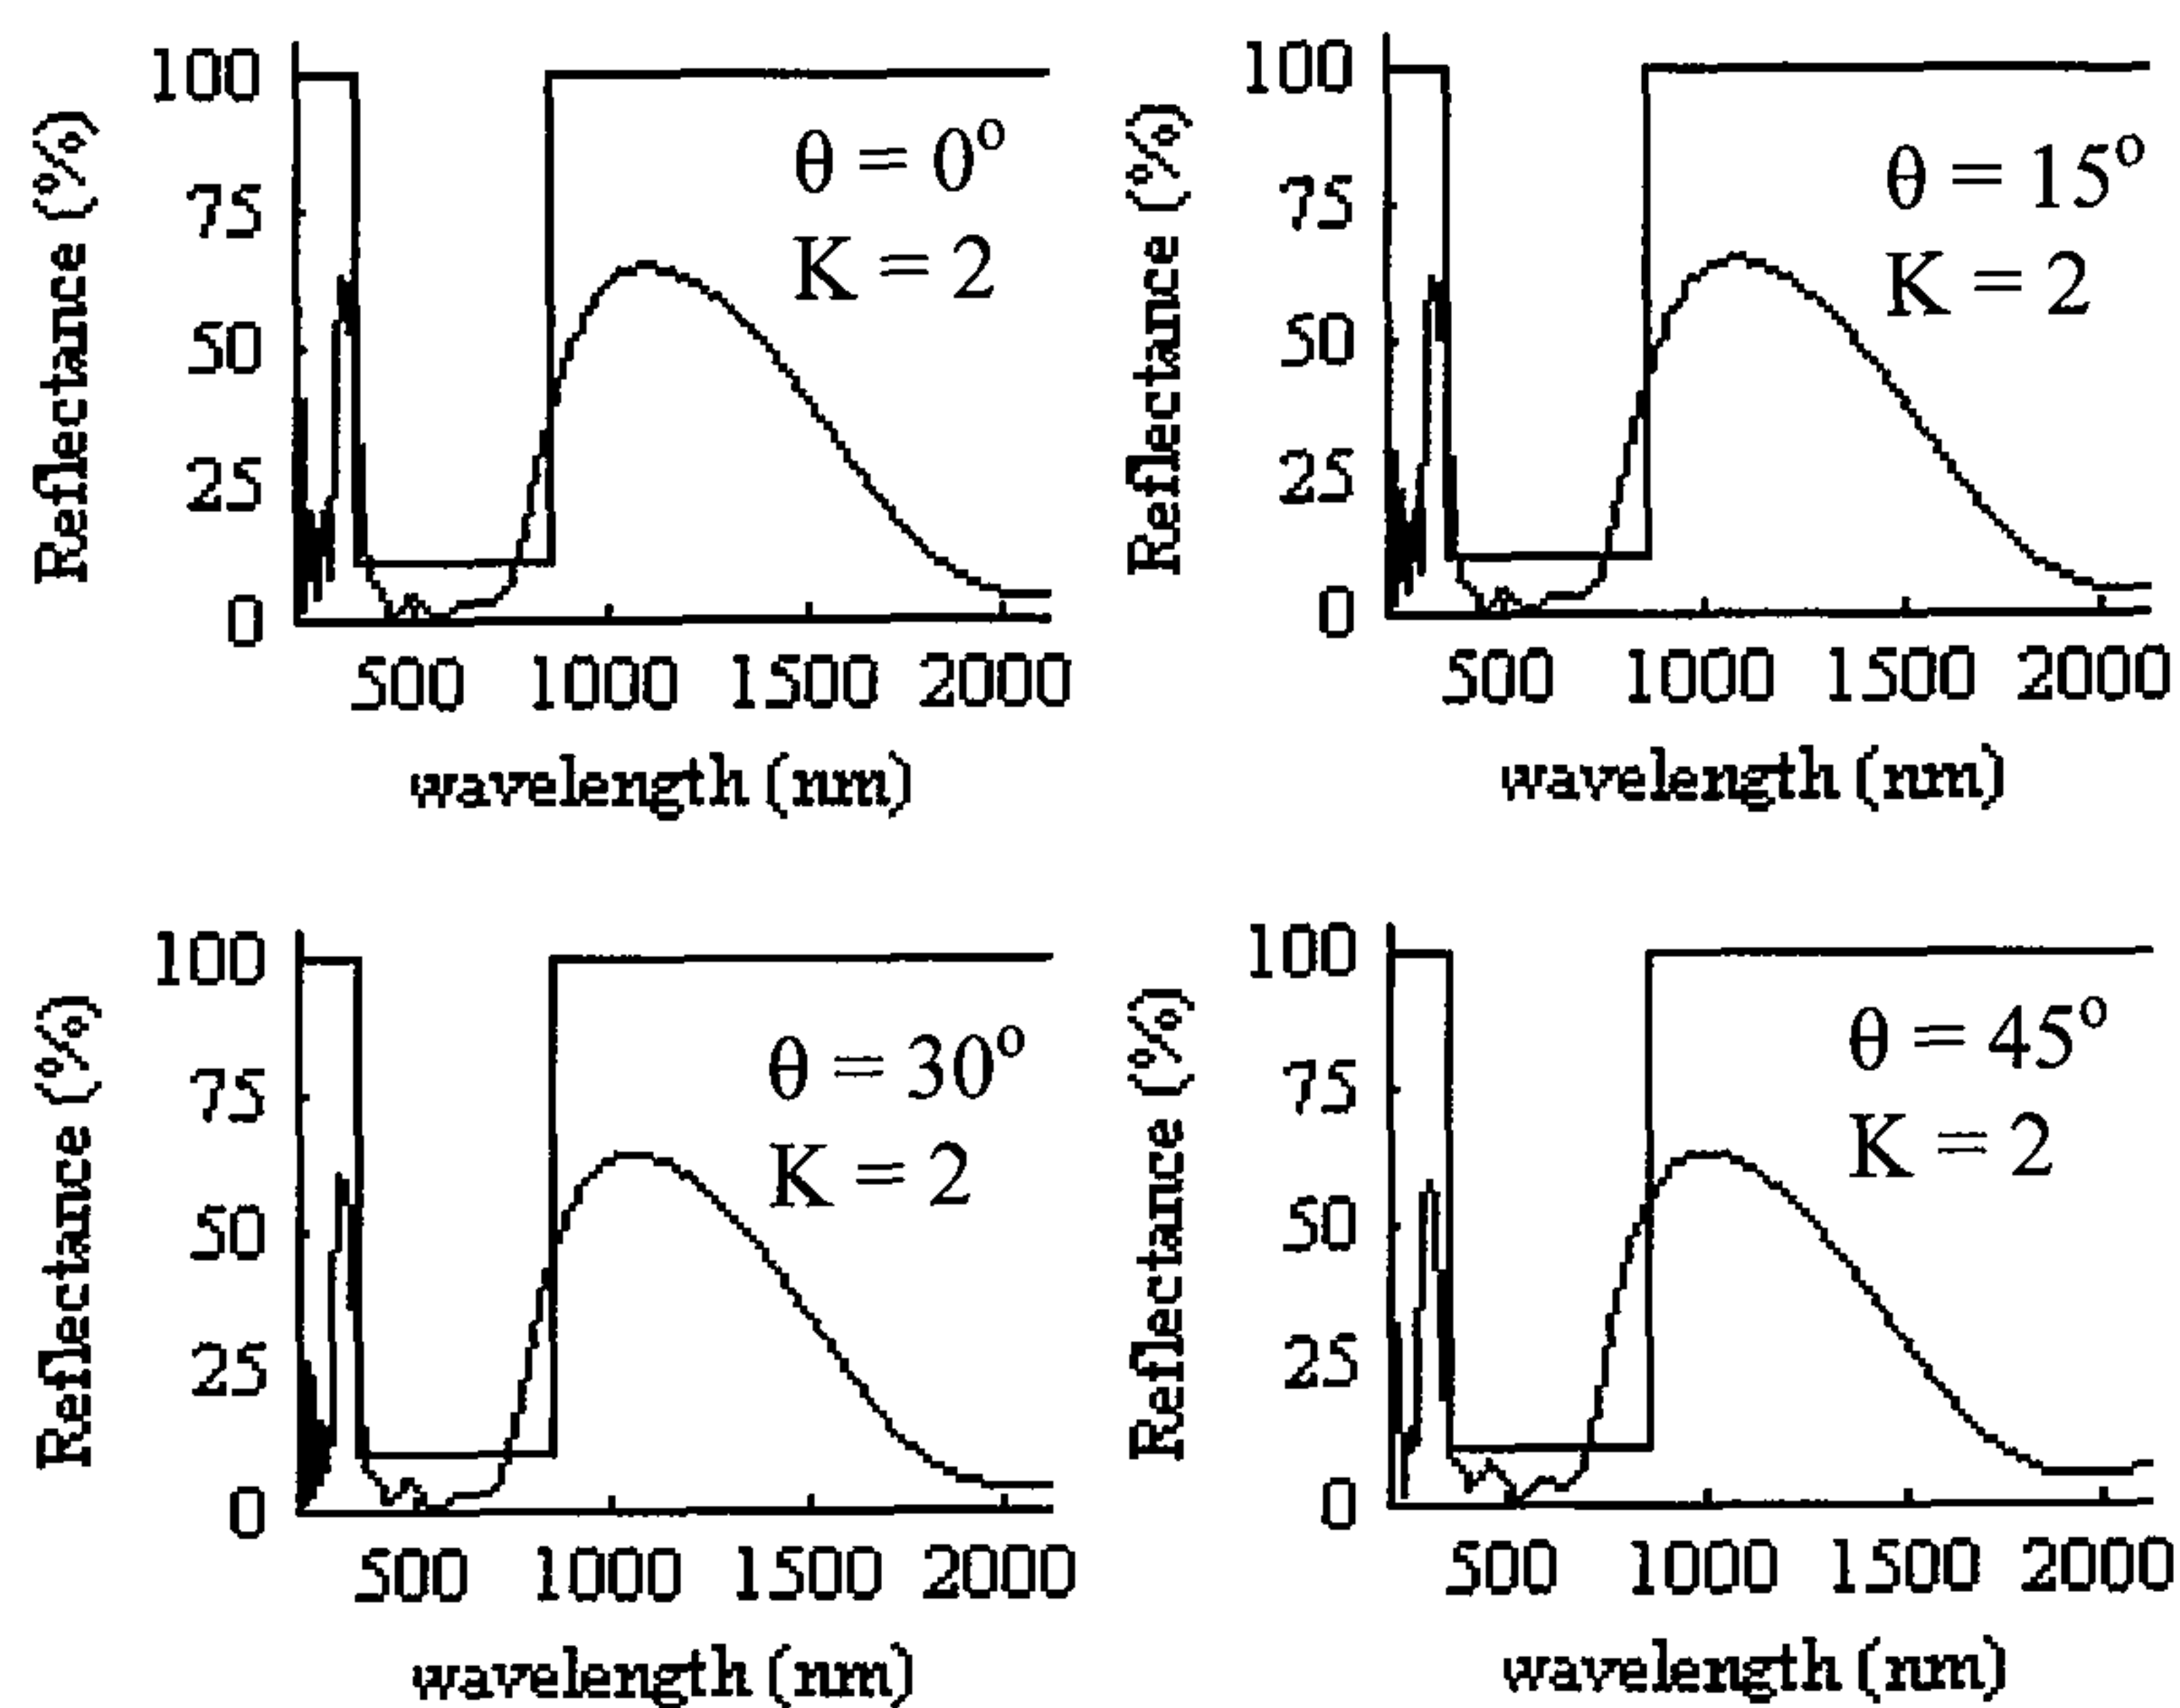 100
75
50
25
0
Reflectance (%)
θ = 0°
K = 2
500 1000 1500 2000
wavelength (nm)
100
75
50
25
0
Reflectance (%)
θ = 15°
K = 2
500 1000 1500 2000
wavelength (nm)
100
75
50
25
0
Reflectance (%)
θ = 30°
K = 2
500 1000 1500 2000
wavelength (nm)
100
75
50
25
0
Reflectance (%)
θ = 45°
K = 2
500 1000 1500 2000
wavelength (nm)